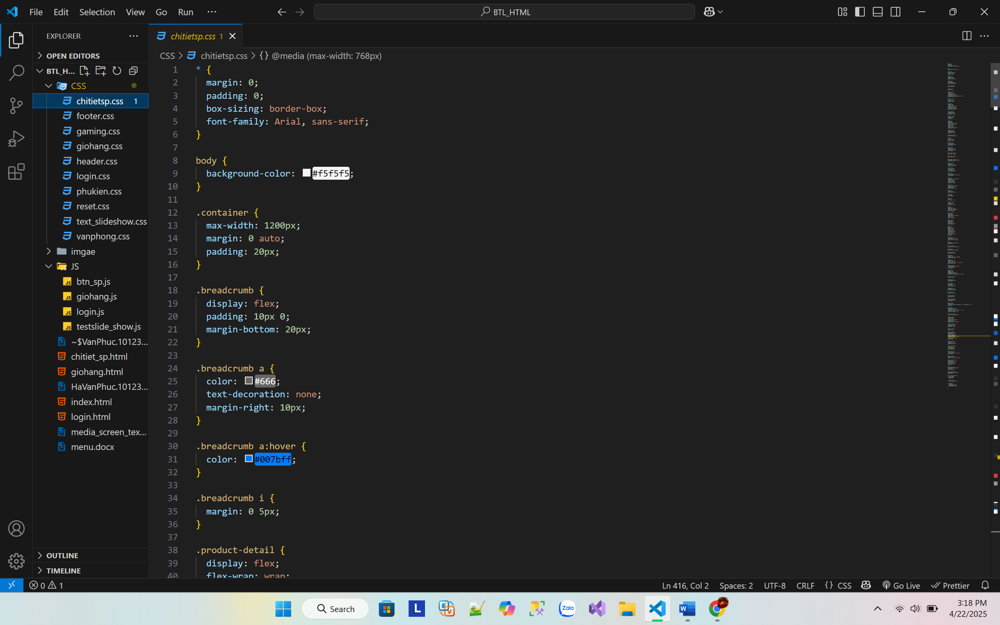 File Edit Selection View Go Run ··· BTL_HTML
EXPLORER ···
OPEN EDITORS
BTL_H...
CSS
chitietsp.css 1
footer.css
gaming.css
giohang.css
header.css
login.css
phukien.css
reset.css
text_slideshow.css
vanphong.css
imgae
JS
btn_sp.js
giohang.js
login.js
testslide_show.js
~$VanPhuc.10123...
chitiet_sp.html
giohang.html
HaVanPhuc.10123...
index.html
login.html
media_screen_tex...
menu.docx
OUTLINE
TIMELINE
chitietsp.css 1
CSS > chitietsp.css > {} @media (max-width: 768px)
1 * {
2 margin: 0;
3 padding: 0;
4 box-sizing: border-box;
5 font-family: Arial, sans-serif;
6 }
7
8 body {
9 background-color: #f5f5f5;
10 }
11
12 .container {
13 max-width: 1200px;
14 margin: 0 auto;
15 padding: 20px;
16 }
17
18 .breadcrumb {
19 display: flex;
20 padding: 10px 0;
21 margin-bottom: 20px;
22 }
23
24 .breadcrumb a {
25 color: #666;
26 text-decoration: none;
27 margin-right: 10px;
28 }
29
30 .breadcrumb a:hover {
31 color: #007bff;
32 }
33
34 .breadcrumb i {
35 margin: 0 5px;
36 }
37
38 .product-detail {
39 display: flex;
40 flex-wrap: wrap;
0 1 Ln 416, Col 2 Spaces: 2 UTF-8 CRLF {} CSS Go Live Prettier
Search
Zalo
3:18 PM
4/22/2025